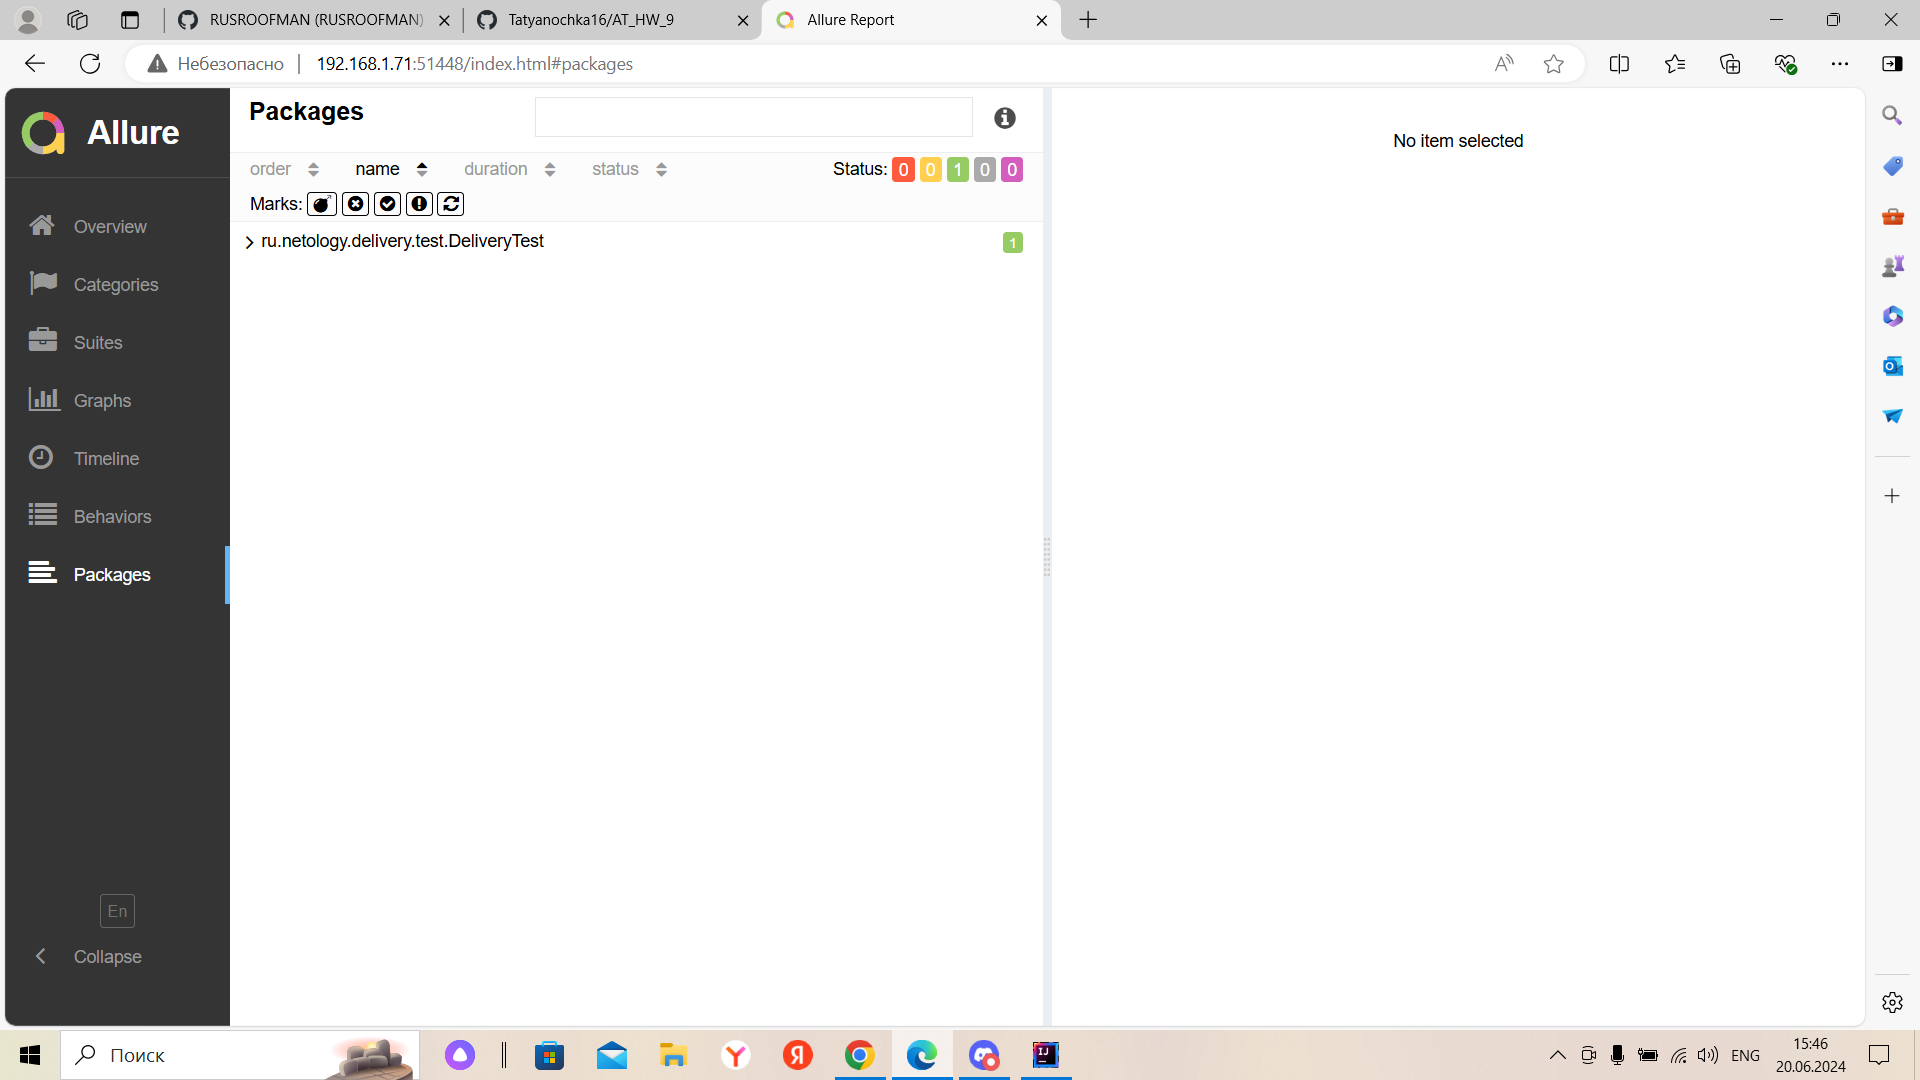 RUSROOFMAN (RUSROOFMAN)
Tatyanochka16/AT_HW_9
Allure Report
Небезопасно
192.168.1.71:51448/index.html#packages
Allure
Overview
Categories
Suites
Graphs
Timeline
Behaviors
Packages
En
Collapse
Packages
order name duration status
Status: 0 0 1 0 0
Marks:
ru.netology.delivery.test.DeliveryTest 1
No item selected
Поиск
ENG
15:46
20.06.2024